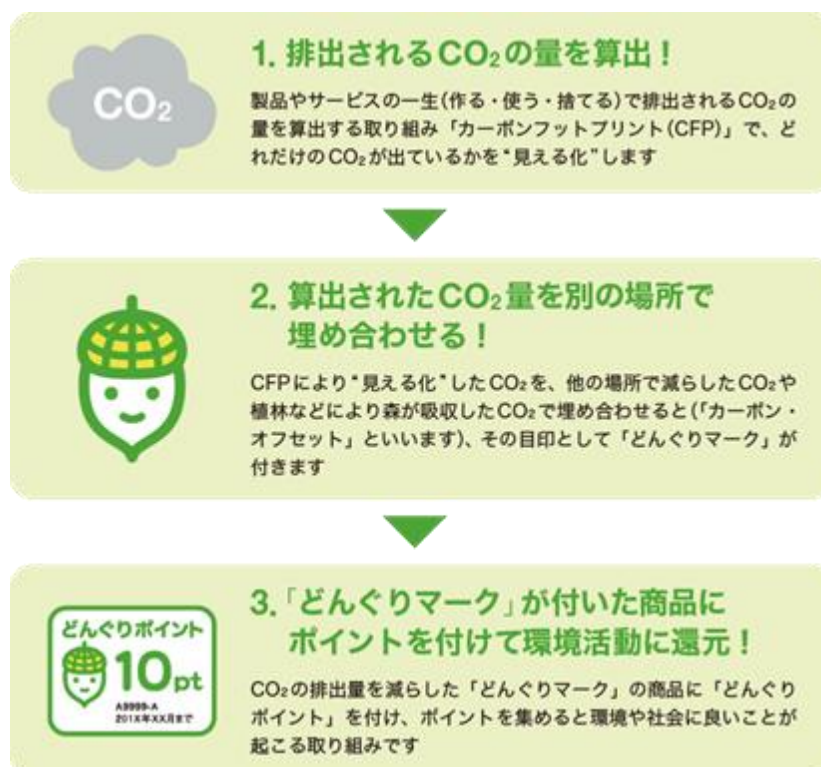 CO₂
1. 排出されるCO₂の量を算出！
製品やサービスの一生(作る・使う・捨てる)で排出されるCO₂の
量を算出する取り組み「カーボンフットプリント(CFP)」で、ど
れだけのCO₂が出ているかを“見える化”します
2. 算出されたCO₂量を別の場所で
埋め合わせる！
CFPにより“見える化”したCO₂を、他の場所で減らしたCO₂や
植林などにより森が吸収したCO₂で埋め合わせると(「カーボン・
オフセット」といいます)、その目印として「どんぐりマーク」が
付きます
どんぐりポイント
10pt
A9999-A
201X年XX月まで
3.「どんぐりマーク」が付いた商品に
ポイントを付けて環境活動に還元！
CO₂の排出量を減らした「どんぐりマーク」の商品に「どんぐり
ポイント」を付け、ポイントを集めると環境や社会に良いことが
起こる取り組みです